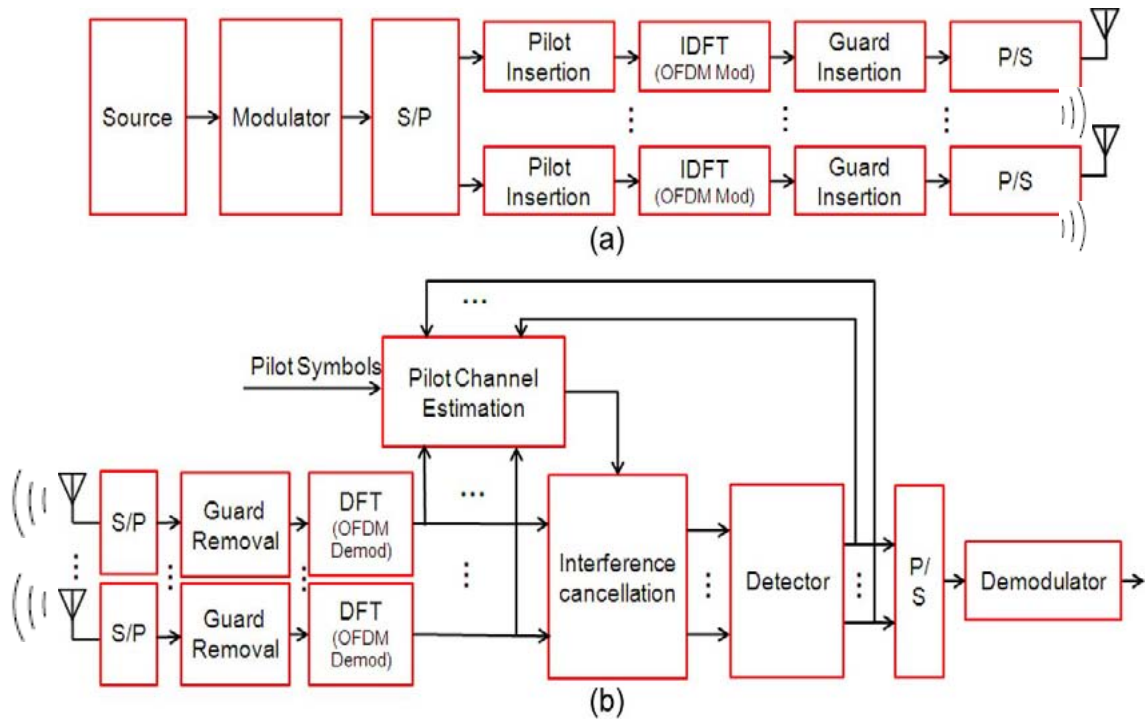 Source
Modulator
S/P
Pilot
Insertion
IDFT
(OFDM Mod)
Guard
Insertion
P/S
Pilot
Insertion
IDFT
(OFDM Mod)
Guard
Insertion
P/S
(a)
Pilot Symbols
Pilot Channel
Estimation
S/P
Guard
Removal
DFT
(OFDM
Demod)
S/P
Guard
Removal
DFT
(OFDM
Demod)
Interference
cancellation
Detector
P/
S
Demodulator
(b)